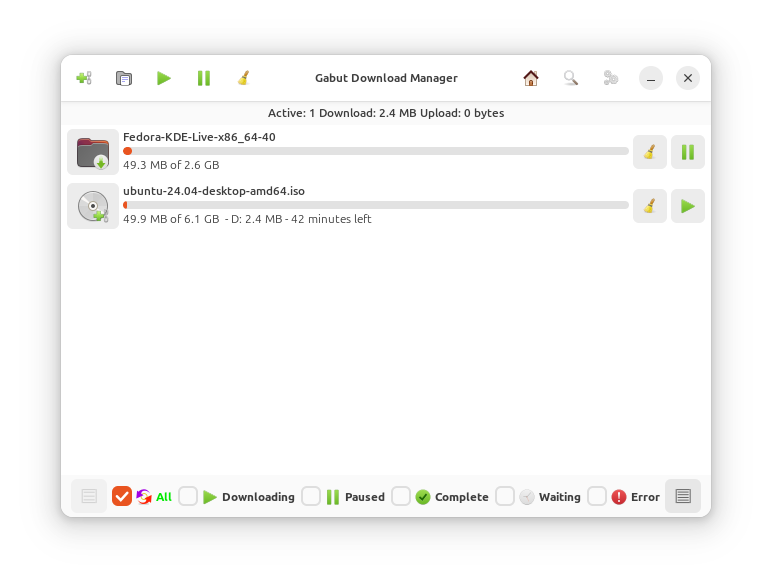 Gabut Download Manager
Active: 1 Download: 2.4 MB Upload: 0 bytes
Fedora-KDE-Live-x86_64-40
49.3 MB of 2.6 GB
ubuntu-24.04-desktop-amd64.iso
49.9 MB of 6.1 GB - D: 2.4 MB - 42 minutes left
All Downloading Paused Complete Waiting Error